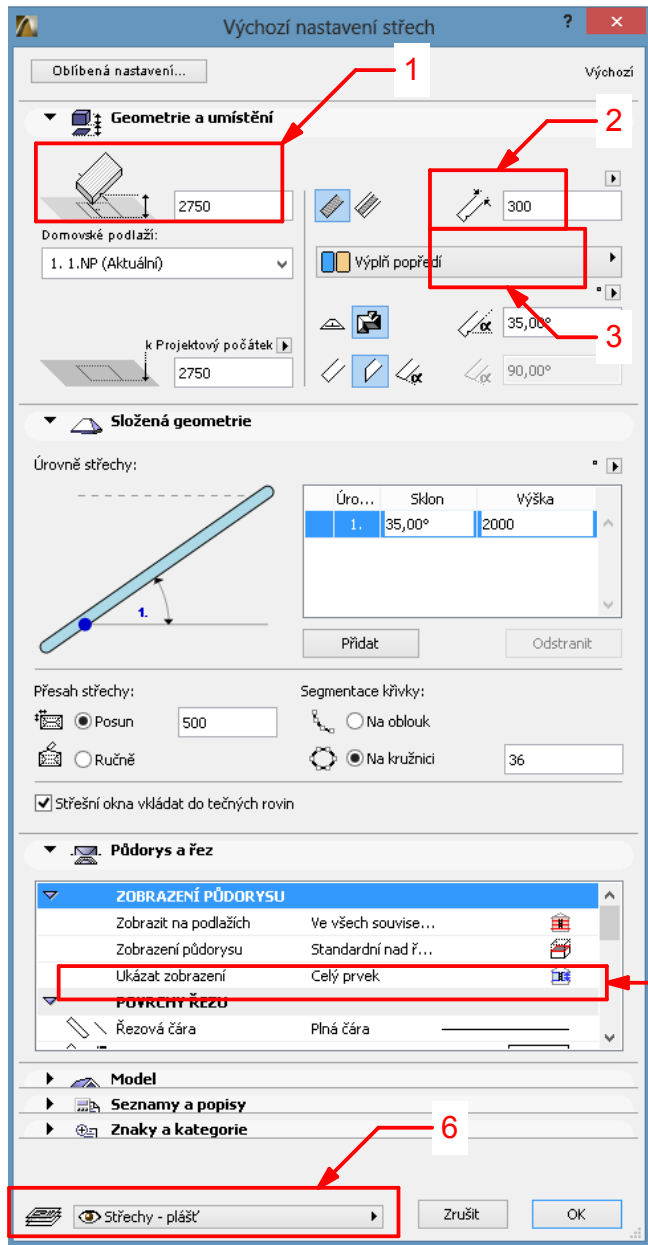 Výchozí nastavení střech
?
Oblíbená nastavení...
1
Výchozí
Geometrie a umístění
2
2750
300
Domovské podlaží:
1. 1.NP (Aktuální)
Výplň popředí
°
35,00°
3
k Projektový počátek
2750
α
90,00°
Složená geometrie
Úrovně střechy:
°
Úro... Sklon Výška
1. 35,00° 2000
1.
Přidat
Odstranit
Přesah střechy:
Segmentace křivky:
Posun 500
Na oblouk
Ručně
Na kružnici 36
Střešní okna vkládat do tečných rovin
Půdorys a řez
ZOBRAZENÍ PŮDORYSU
Zobrazit na podlažích Ve všech souvise...
Zobrazení půdorysu Standardní nad ř...
Ukázat zobrazení Celý prvek
POVRCHY ŘEZU
Řezová čára Plná čára
Model
Seznamy a popisy
Znaky a kategorie
6
Střechy - plášť
Zrušit
OK